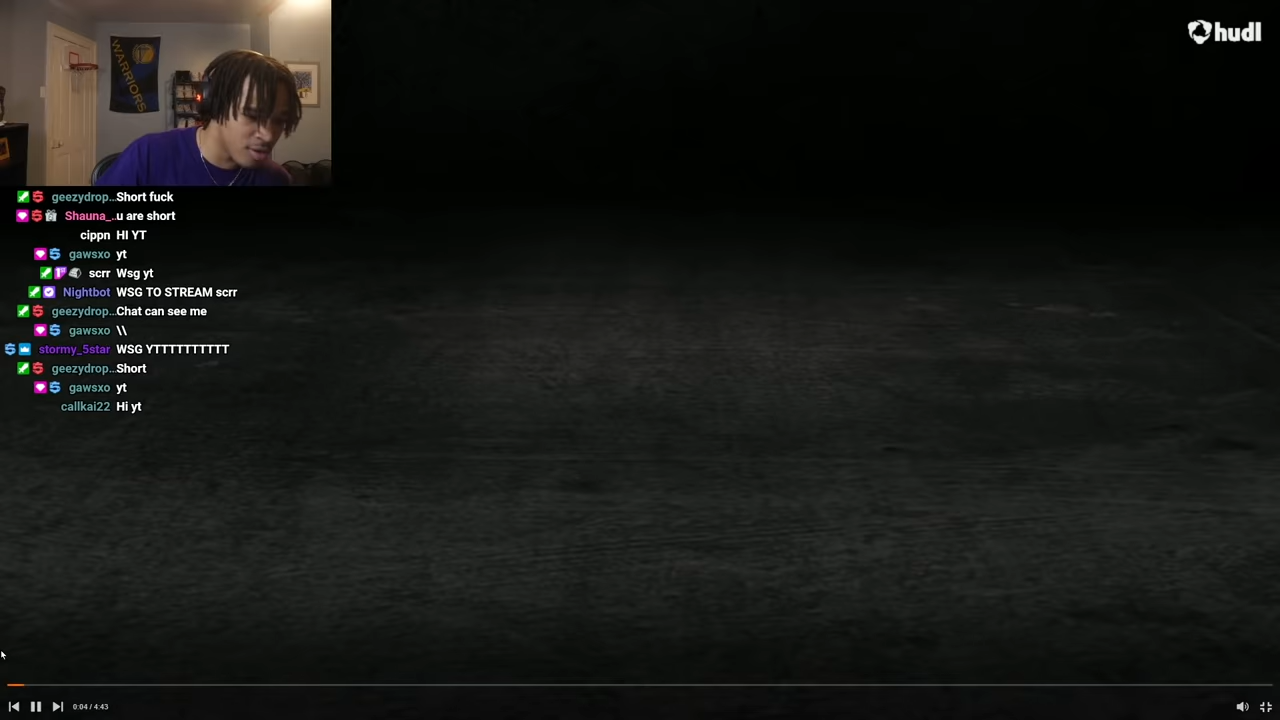 hudl
WARRIORS
geezydrop... Short fuck
Shauna_... u are short
cippn HI YT
gawsxo yt
scrr Wsg yt
Nightbot WSG TO STREAM scrr
geezydrop... Chat can see me
gawsxo \\
stormy_5star WSG YTTTTTTTTTT
geezydrop... Short
gawsxo yt
callkai22 Hi yt
0:04 / 4:43